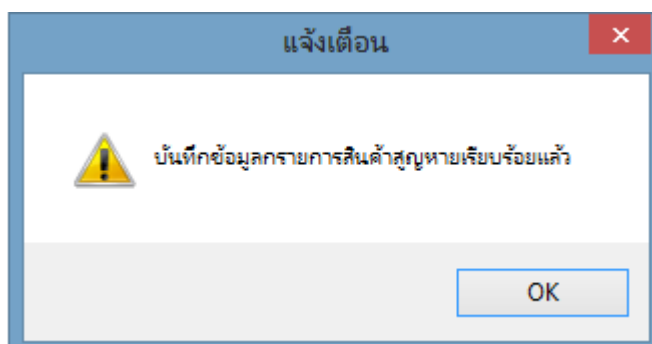 แจ้งเตือน
บันทึกข้อมูลกรายการสินค้าสูญหายเรียบร้อยแล้ว
OK